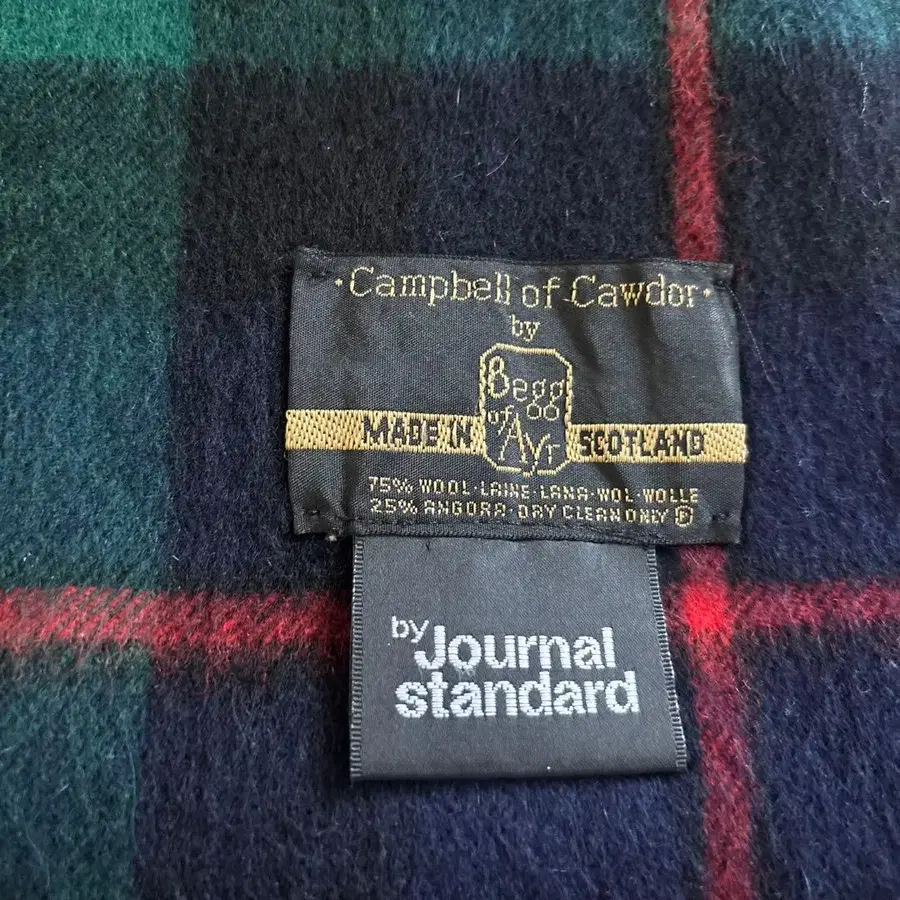 ·Campbell of Cawdor·
by
Begg
of Ayr
MADE IN SCOTLAND
75% WOOL·LAINE·LANA·WOL·WOLLE
25% ANGORA·DRY CLEAN ONLY Ⓟ
by Journal
standard